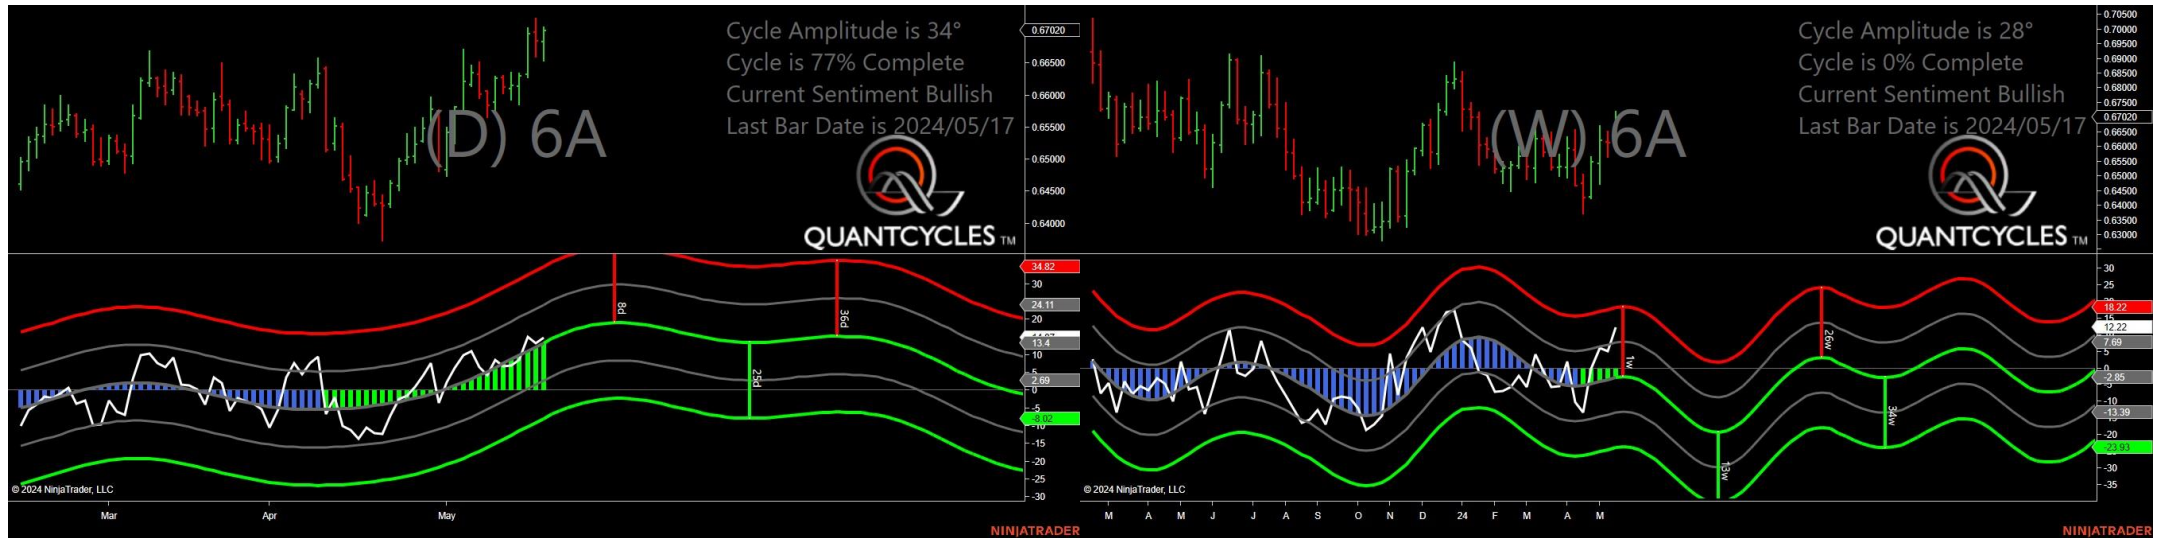 Cycle Amplitude is 34°
Cycle is 77% Complete
Current Sentiment Bullish
Last Bar Date is 2024/05/17
(D) 6A
QUANTCYCLES TM
0.67020
0.66500
0.66000
0.65500
0.65000
0.64500
0.64000
34.82
30
24.11
20
13.4
10
5
2.69
0
-5
-8.02
-10
-15
-20
-25
-30
8d
25d
36d
© 2024 NinjaTrader, LLC
Mar
Apr
May
NINJATRADER
Cycle Amplitude is 28°
Cycle is 0% Complete
Current Sentiment Bullish
Last Bar Date is 2024/05/17
(W) 6A
QUANTCYCLES TM
0.70500
0.70000
0.69500
0.69000
0.68500
0.68000
0.67500
0.67020
0.66500
0.66000
0.65500
0.65000
0.64500
0.64000
0.63500
0.63000
30
25
18.22
15
12.22
7.69
5
0
-2.85
-5
-10
-13.39
-20
-23.93
-30
-35
1w
13w
26w
34w
© 2024 NinjaTrader, LLC
M A M J J A S O N D 24 F M A M
NINJATRADER